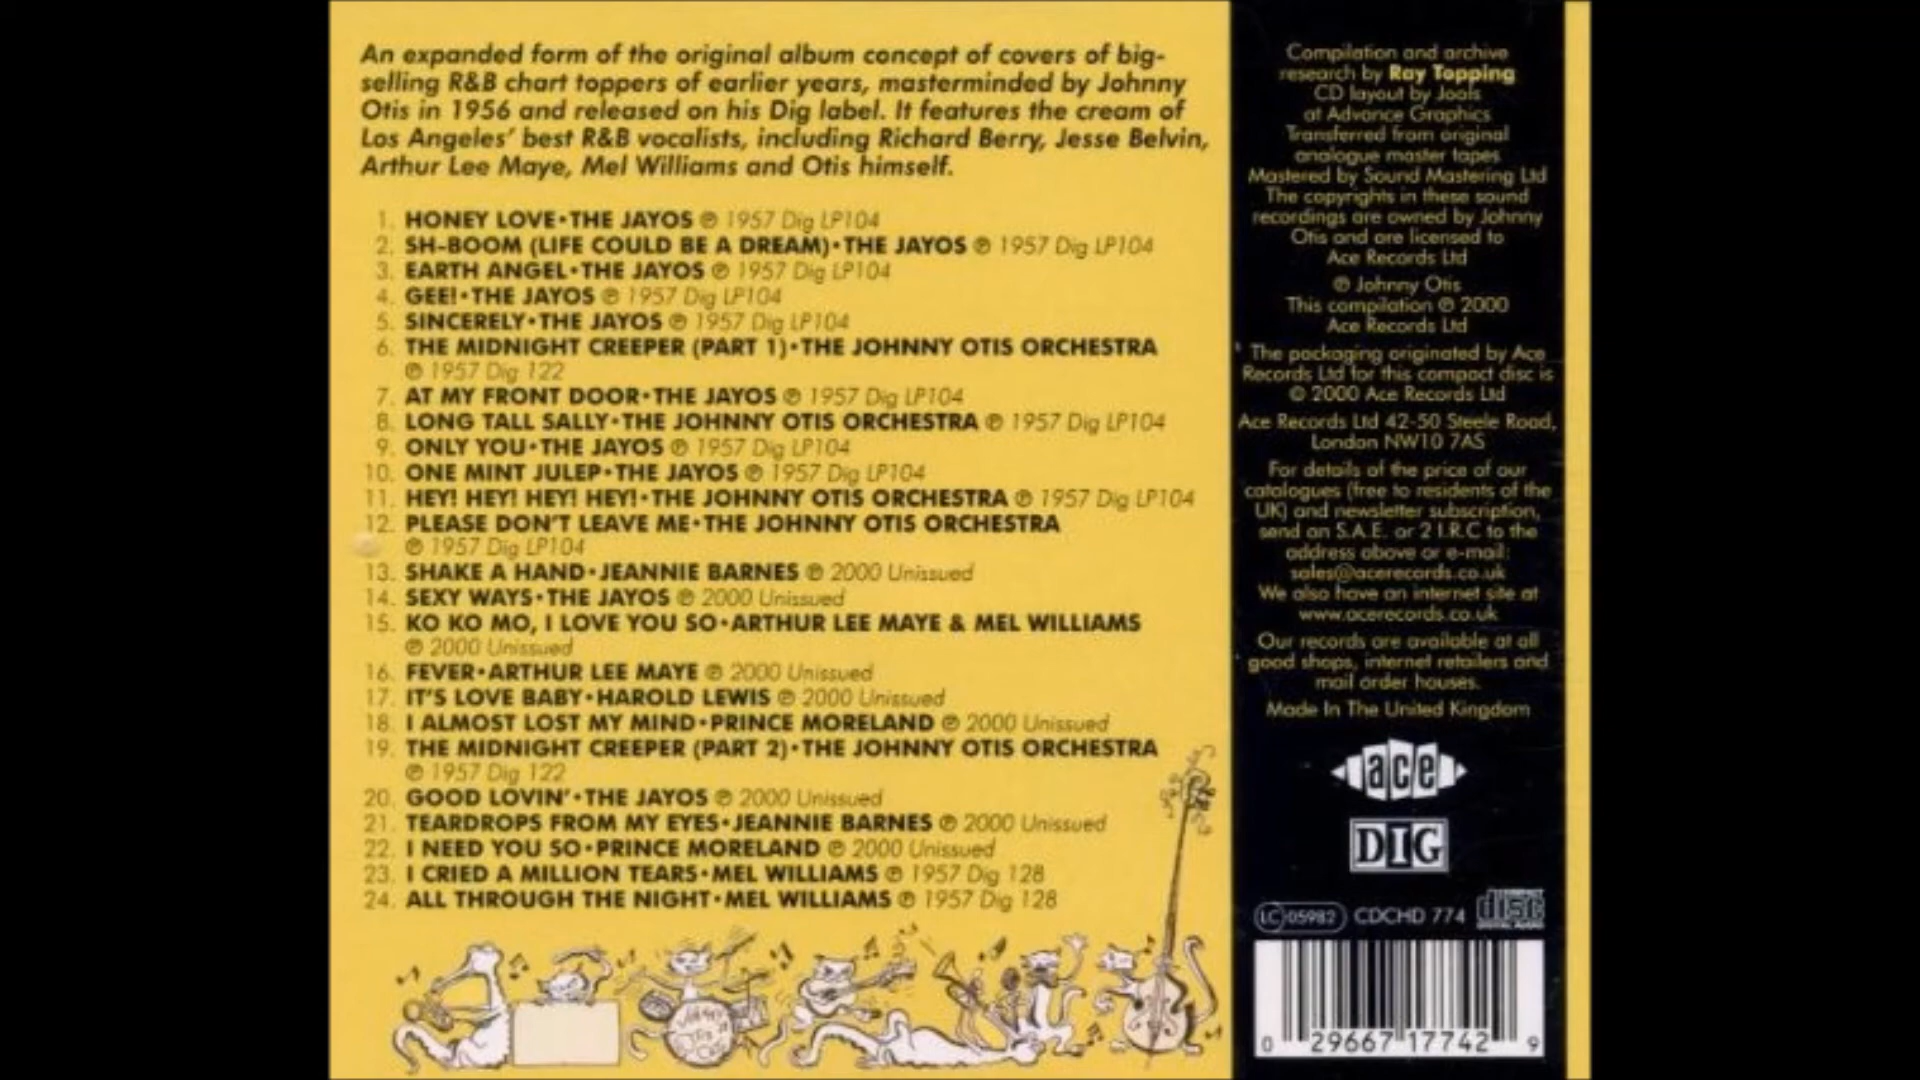 An expanded form of the original album concept of covers of big-
selling R&B chart toppers of earlier years, masterminded by Johnny
Otis in 1956 and released on his Dig label. It features the cream of
Los Angeles' best R&B vocalists, including Richard Berry, Jesse Belvin,
Arthur Lee Maye, Mel Williams and Otis himself.
1. HONEY LOVE•THE JAYOS ℗ 1957 Dig LP104
2. SH-BOOM (LIFE COULD BE A DREAM)•THE JAYOS ℗ 1957 Dig LP104
3. EARTH ANGEL•THE JAYOS ℗ 1957 Dig LP104
4. GEE!•THE JAYOS ℗ 1957 Dig LP104
5. SINCERELY•THE JAYOS ℗ 1957 Dig LP104
6. THE MIDNIGHT CREEPER (PART 1)•THE JOHNNY OTIS ORCHESTRA
℗ 1957 Dig 122
7. AT MY FRONT DOOR•THE JAYOS ℗ 1957 Dig LP104
8. LONG TALL SALLY•THE JOHNNY OTIS ORCHESTRA ℗ 1957 Dig LP104
9. ONLY YOU•THE JAYOS ℗ 1957 Dig LP104
10. ONE MINT JULEP•THE JAYOS ℗ 1957 Dig LP104
11. HEY! HEY! HEY! HEY!•THE JOHNNY OTIS ORCHESTRA ℗ 1957 Dig LP104
12. PLEASE DON'T LEAVE ME•THE JOHNNY OTIS ORCHESTRA
℗ 1957 Dig LP104
13. SHAKE A HAND•JEANNIE BARNES ℗ 2000 Unissued
14. SEXY WAYS•THE JAYOS ℗ 2000 Unissued
15. KO KO MO, I LOVE YOU SO•ARTHUR LEE MAYE & MEL WILLIAMS
℗ 2000 Unissued
16. FEVER•ARTHUR LEE MAYE ℗ 2000 Unissued
17. IT'S LOVE BABY•HAROLD LEWIS ℗ 2000 Unissued
18. I ALMOST LOST MY MIND•PRINCE MORELAND ℗ 2000 Unissued
19. THE MIDNIGHT CREEPER (PART 2)•THE JOHNNY OTIS ORCHESTRA
℗ 1957 Dig 122
20. GOOD LOVIN'•THE JAYOS ℗ 2000 Unissued
21. TEARDROPS FROM MY EYES•JEANNIE BARNES ℗ 2000 Unissued
22. I NEED YOU SO•PRINCE MORELAND ℗ 2000 Unissued
23. I CRIED A MILLION TEARS•MEL WILLIAMS ℗ 1957 Dig 128
24. ALL THROUGH THE NIGHT•MEL WILLIAMS ℗ 1957 Dig 128
Compilation and archive
research by Ray Topping
CD layout by Jools
at Advance Graphics
Transferred from original
analogue master tapes
Mastered by Sound Mastering Ltd
The copyrights in these sound
recordings are owned by Johnny
Otis and are licensed to
Ace Records Ltd
℗ Johnny Otis
This compilation ℗ 2000
Ace Records Ltd
The packaging originated by Ace
Records Ltd for this compact disc is
© 2000 Ace Records Ltd
Ace Records Ltd 42-50 Steele Road,
London NW10 7AS
For details of the price of our
catalogues (free to residents of the
UK) and newsletter subscription,
send an S.A.E. or 2 I.R.C to the
address above or e-mail:
sales@acerecords.co.uk
We also have an internet site at
www.acerecords.co.uk
Our records are available at all
good shops, internet retailers and
mail order houses.
Made In The United Kingdom
ace
DIG
LC 05982 CDCHD 774 COMPACT disc DIGITAL AUDIO
0 29667 17742 9